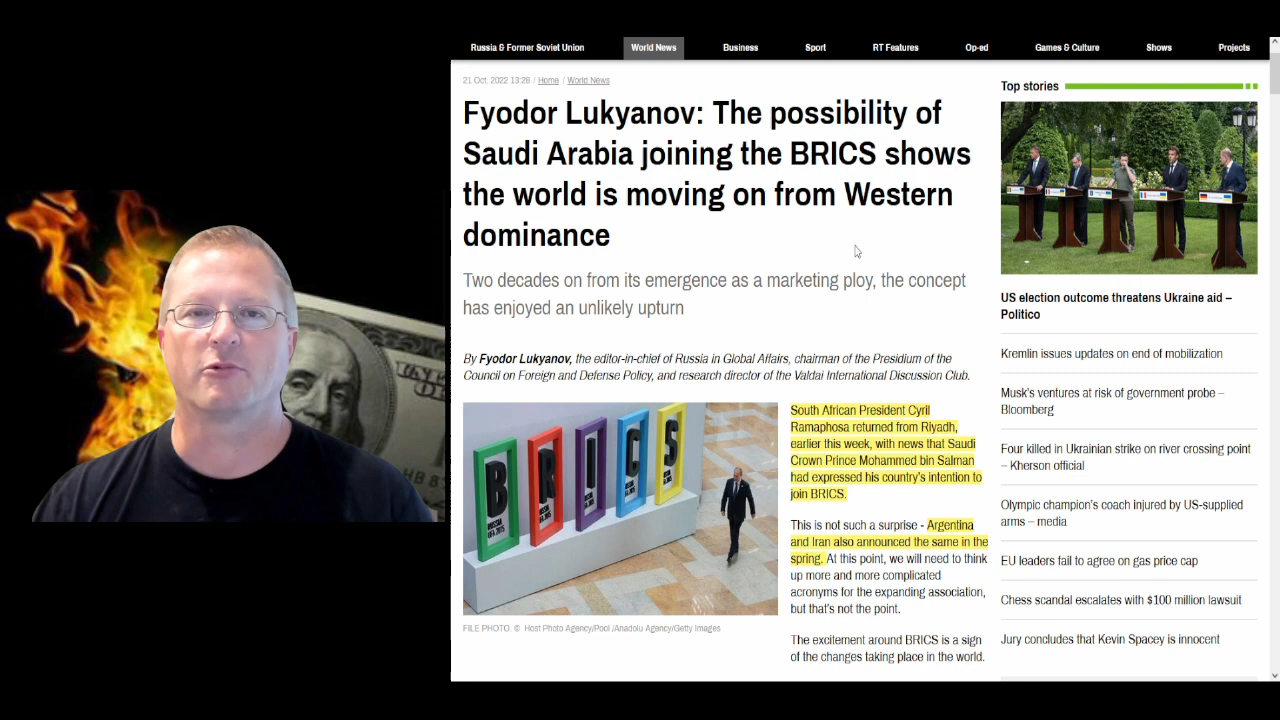 Russia & Former Soviet Union
World News
Business
Sport
RT Features
Op-ed
Games & Culture
Shows
Projects
21 Oct, 2022 13:28 / Home / World News
Fyodor Lukyanov: The possibility of
Saudi Arabia joining the BRICS shows
the world is moving on from Western
dominance
Two decades on from its emergence as a marketing ploy, the concept
has enjoyed an unlikely upturn
By Fyodor Lukyanov, the editor-in-chief of Russia in Global Affairs, chairman of the Presidium of the
Council on Foreign and Defense Policy, and research director of the Valdai International Discussion Club.
BRICS
FILE PHOTO. © Host Photo Agency/Pool /Anadolu Agency/Getty Images
South African President Cyril
Ramaphosa returned from Riyadh,
earlier this week, with news that Saudi
Crown Prince Mohammed bin Salman
had expressed his country's intention to
join BRICS.
This is not such a surprise - Argentina
and Iran also announced the same in the
spring. At this point, we will need to think
up more and more complicated
acronyms for the expanding association,
but that's not the point.
The excitement around BRICS is a sign
of the changes taking place in the world.
Top stories
US election outcome threatens Ukraine aid –
Politico
Kremlin issues updates on end of mobilization
Musk's ventures at risk of government probe –
Bloomberg
Four killed in Ukrainian strike on river crossing point
– Kherson official
Olympic champion's coach injured by US-supplied
arms – media
EU leaders fail to agree on gas price cap
Chess scandal escalates with $100 million lawsuit
Jury concludes that Kevin Spacey is innocent